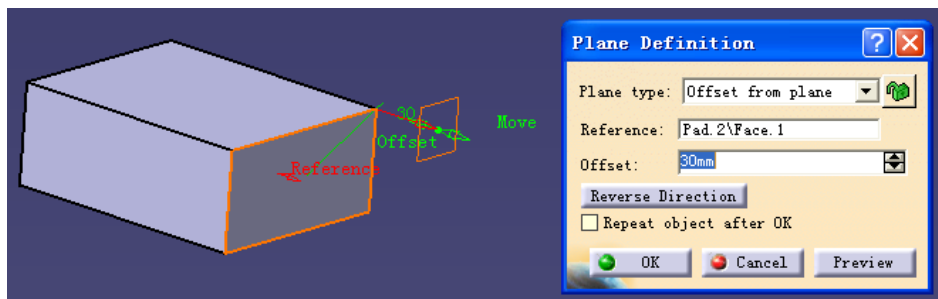 30
Move
Offset
Reference
Plane Definition
Plane type: Offset from plane
Reference: Pad.2\Face.1
Offset: 30mm
Reverse Direction
Repeat object after OK
OK Cancel Preview